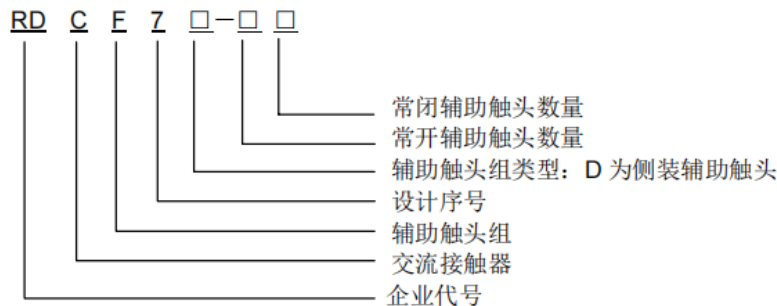 RD C F 7 □－□ □
常闭辅助触头数量
常开辅助触头数量
辅助触头组类型：D 为侧装辅助触头
设计序号
辅助触头组
交流接触器
企业代号